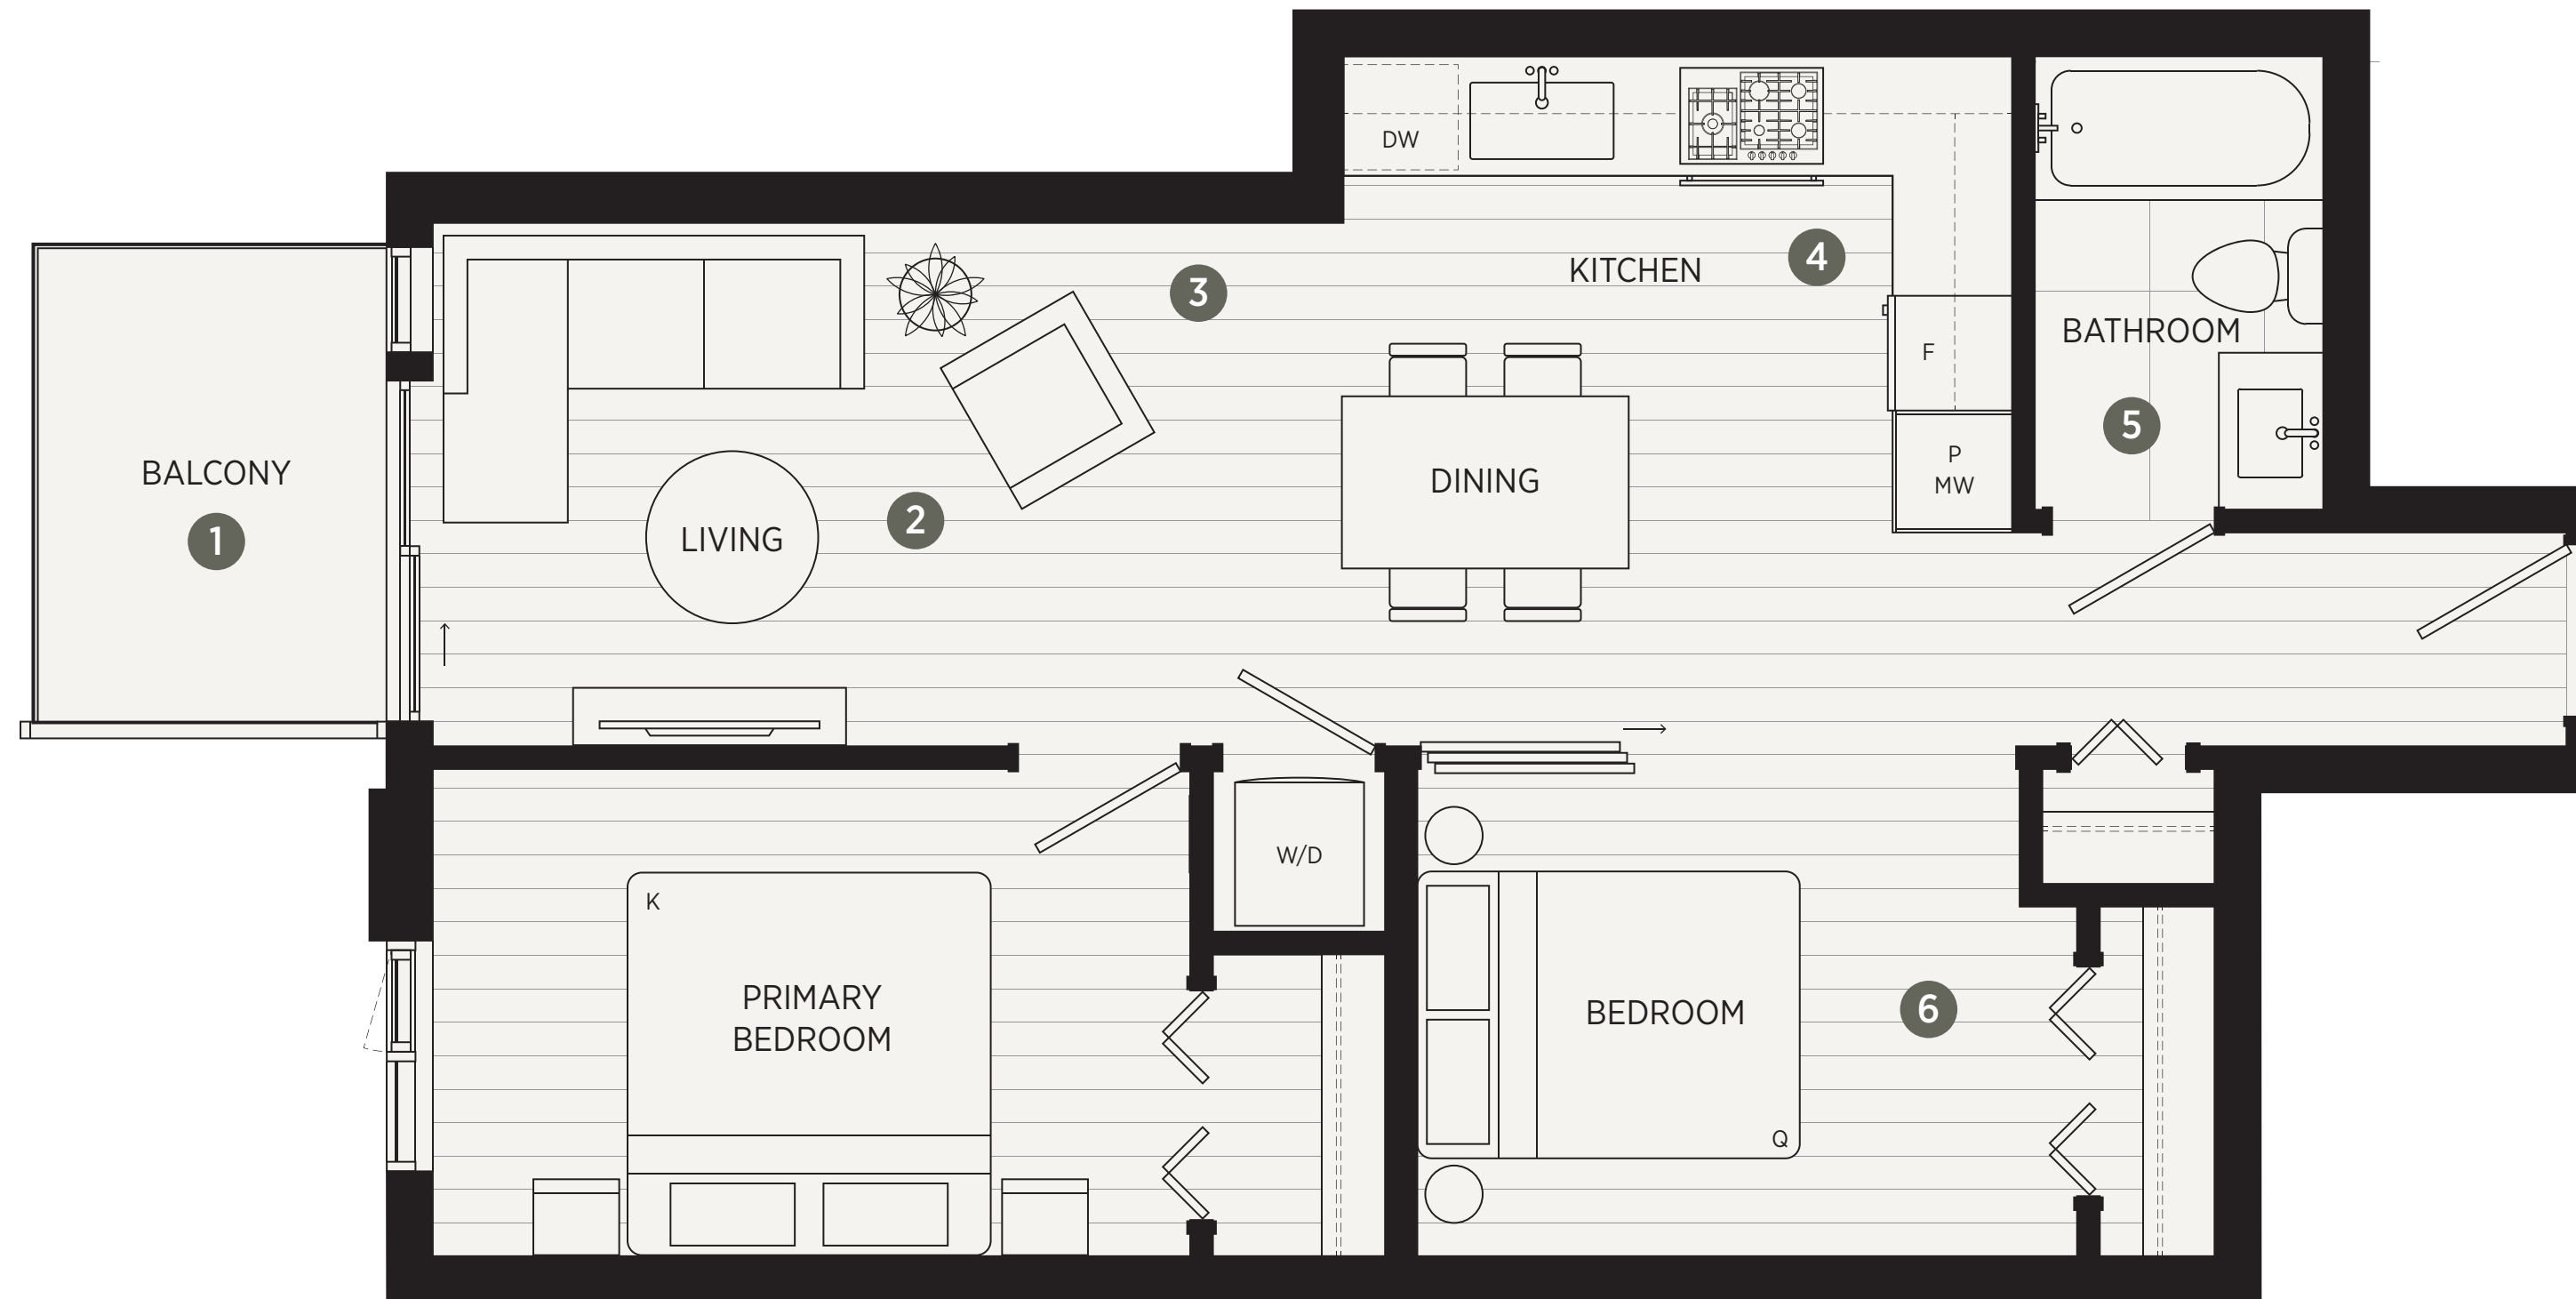 DW
KITCHEN
4
3
BATHROOM
F
5
P
MW
BALCONY
1
DINING
LIVING
2
W/D
K
PRIMARY
BEDROOM
BEDROOM
6
Q